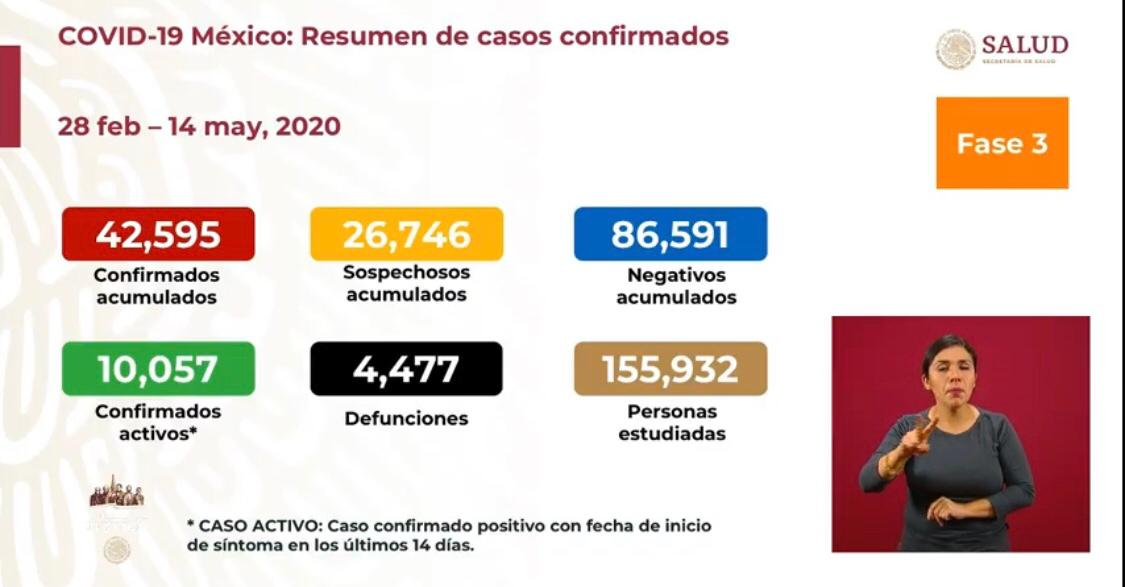 COVID-19 México: Resumen de casos confirmados
SALUD
SECRETARÍA DE SALUD
28 feb – 14 may, 2020
Fase 3
42,595
Confirmados
acumulados
26,746
Sospechosos
acumulados
86,591
Negativos
acumulados
10,057
Confirmados
activos*
4,477
Defunciones
155,932
Personas
estudiadas
* CASO ACTIVO: Caso confirmado positivo con fecha de inicio
de síntoma en los últimos 14 días.